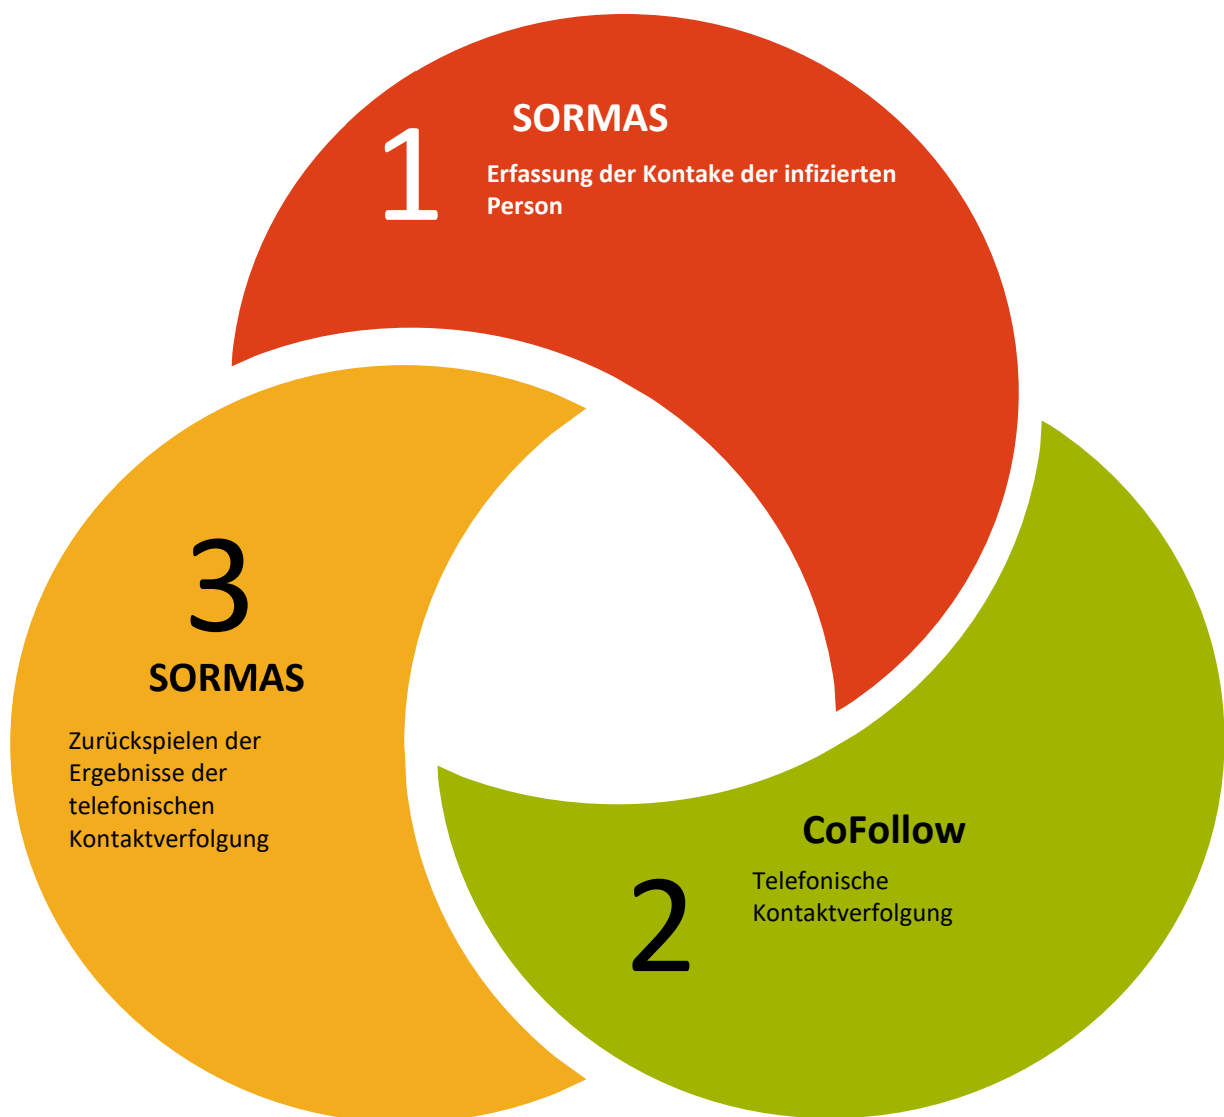 1
SORMAS
Erfassung der Kontake der infizierten
Person
2
CoFollow
Telefonische
Kontaktverfolgung
3
SORMAS
Zurückspielen der
Ergebnisse der
telefonischen
Kontaktverfolgung